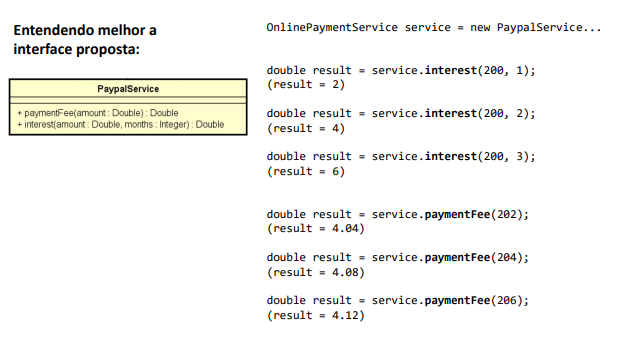 Entendendo melhor a
interface proposta:
PaypalService
+ paymentFee(amount : Double) : Double
+ interest(amount : Double, months : Integer) : Double
OnlinePaymentService service = new PaypalService...
double result = service.interest(200, 1);
(result = 2)
double result = service.interest(200, 2);
(result = 4)
double result = service.interest(200, 3);
(result = 6)
double result = service.paymentFee(202);
(result = 4.04)
double result = service.paymentFee(204);
(result = 4.08)
double result = service.paymentFee(206);
(result = 4.12)